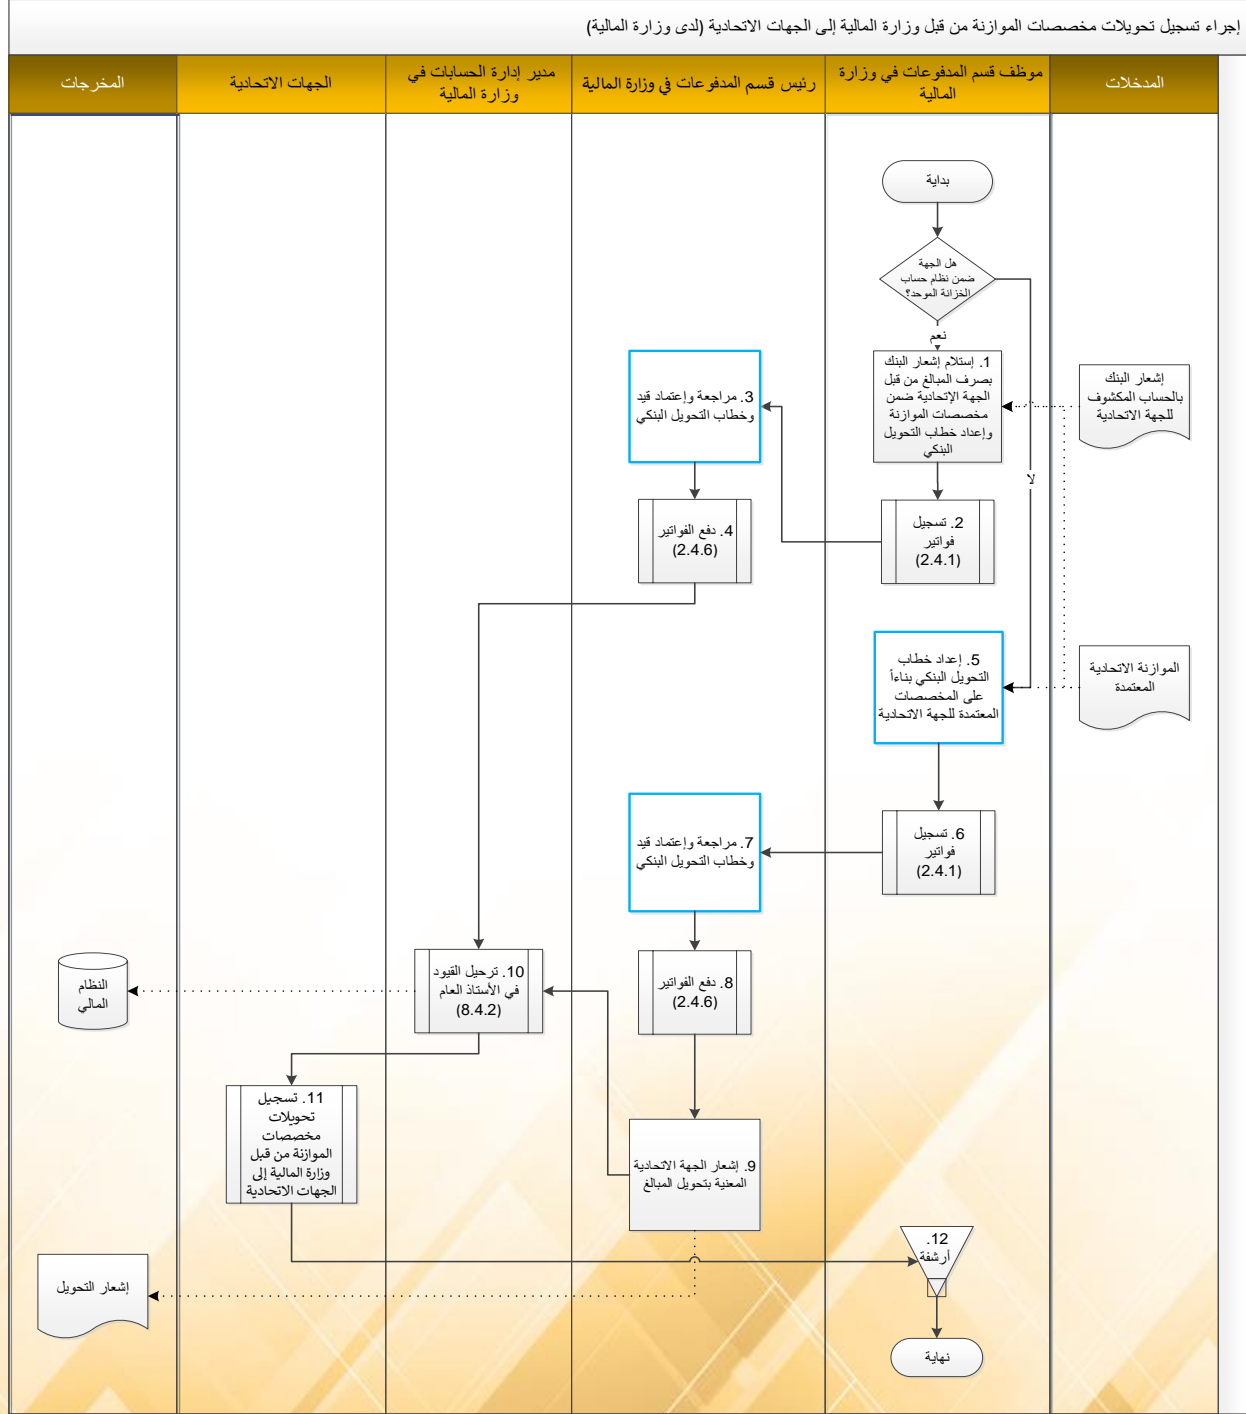 إجراء تسجيل تحويلات مخصصات الموازنة من قبل وزارة المالية إلى الجهات الاتحادية (لدى وزارة المالية)
المدخلات
موظف قسم المدفوعات في وزارة
المالية
رئيس قسم المدفوعات في وزارة المالية
مدير إدارة الحسابات في
وزارة المالية
الجهات الاتحادية
المخرجات
بداية
هل الجهة
ضمن نظام حساب
الخزانة الموحد؟
نعم
لا
1. إستلام إشعار البنك
بصرف المبالغ من قبل
الجهة الإتحادية ضمن
مخصصات الموازنة
وإعداد خطاب التحويل
البنكي
إشعار البنك
بالحساب المكشوف
للجهة الاتحادية
3. مراجعة وإعتماد قيد
وخطاب التحويل البنكي
2. تسجيل
فواتير
(2.4.1)
4. دفع الفواتير
(2.4.6)
الموازنة الاتحادية
المعتمدة
5. إعداد خطاب
التحويل البنكي بناءاً
على المخصصات
المعتمدة للجهة الاتحادية
6. تسجيل
فواتير
(2.4.1)
7. مراجعة وإعتماد قيد
وخطاب التحويل البنكي
8. دفع الفواتير
(2.4.6)
10. ترحيل القيود
في الأستاذ العام
(8.4.2)
النظام
المالي
9. إشعار الجهة الاتحادية
المعنية بتحويل المبالغ
11. تسجيل
تحويلات
مخصصات
الموازنة من قبل
وزارة المالية إلى
الجهات الاتحادية
12.
أرشفة
إشعار التحويل
نهاية